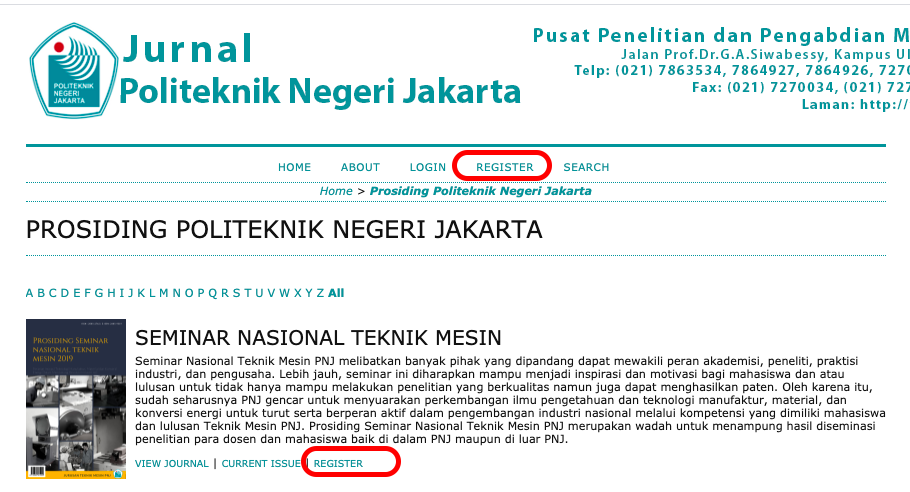 POLITEKNIK
NEGERI
JAKARTA
Jurnal
Politeknik Negeri Jakarta
Pusat Penelitian dan Pengabdian M
Jalan Prof.Dr.G.A.Siwabessy, Kampus UI
Telp: (021) 7863534, 7864927, 7864926, 7270
Fax: (021) 7270034, (021) 727
Laman: http://
HOME ABOUT LOGIN REGISTER SEARCH
Home > Prosiding Politeknik Negeri Jakarta
PROSIDING POLITEKNIK NEGERI JAKARTA
A B C D E F G H I J K L M N O P Q R S T U V W X Y Z All
PROSIDING SEMINAR
NASIONAL TEKNIK
MESIN 2019
SEMINAR NASIONAL TEKNIK MESIN
Seminar Nasional Teknik Mesin PNJ melibatkan banyak pihak yang dipandang dapat mewakili peran akademisi, peneliti, praktisi
industri, dan pengusaha. Lebih jauh, seminar ini diharapkan mampu menjadi inspirasi dan motivasi bagi mahasiswa dan atau
lulusan untuk tidak hanya mampu melakukan penelitian yang berkualitas namun juga dapat menghasilkan paten. Oleh karena itu,
sudah seharusnya PNJ gencar untuk menyuarakan perkembangan ilmu pengetahuan dan teknologi manufaktur, material, dan
konversi energi untuk turut serta berperan aktif dalam pengembangan industri nasional melalui kompetensi yang dimiliki mahasiswa
dan lulusan Teknik Mesin PNJ. Prosiding Seminar Nasional Teknik Mesin PNJ merupakan wadah untuk menampung hasil diseminasi
penelitian para dosen dan mahasiswa baik di dalam PNJ maupun di luar PNJ.
VIEW JOURNAL | CURRENT ISSUE | REGISTER